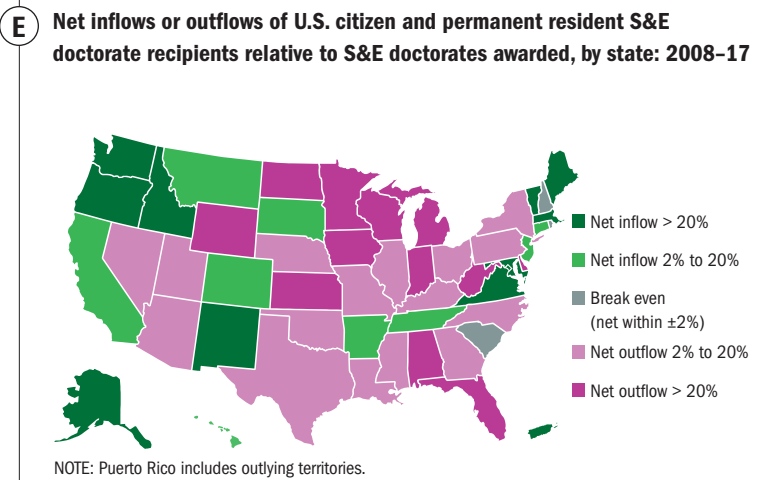 E
Net inflows or outflows of U.S. citizen and permanent resident S&E
doctorate recipients relative to S&E doctorates awarded, by state: 2008–17
Net inflow > 20%
Net inflow 2% to 20%
Break even
(net within ±2%)
Net outflow 2% to 20%
Net outflow > 20%
NOTE: Puerto Rico includes outlying territories.